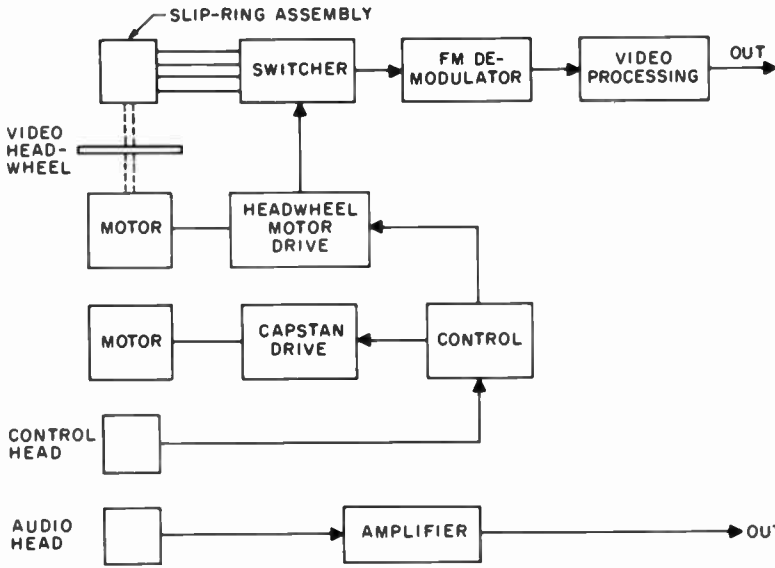 SLIP-RING ASSEMBLY
SWITCHER
FM DE-
MODULATOR
VIDEO
PROCESSING
OUT
VIDEO
HEAD-
WHEEL
MOTOR
HEADWHEEL
MOTOR
DRIVE
MOTOR
CAPSTAN
DRIVE
CONTROL
CONTROL
HEAD
AUDIO
HEAD
AMPLIFIER
OUT